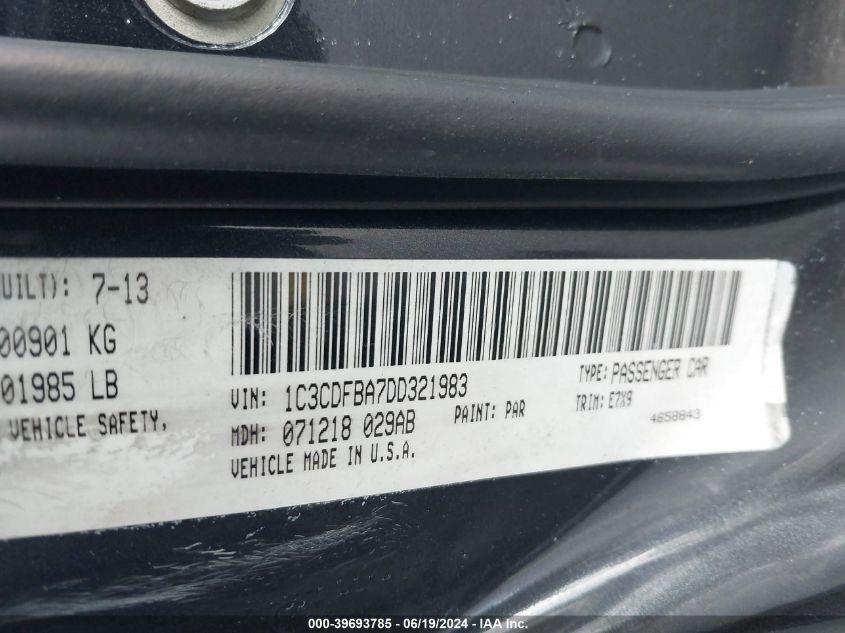 UILT): 7-13
00901 KG
01985 LB
VEHICLE SAFETY,
VIN: 1C3CDFBA7DD321983
TYPE: PASSENGER CAR
MDH: 071218 029AB
PAINT: PAR
TRIM: E7X9
VEHICLE MADE IN U.S.A.
4658843
000-39693785 - 06/19/2024 - IAA Inc.